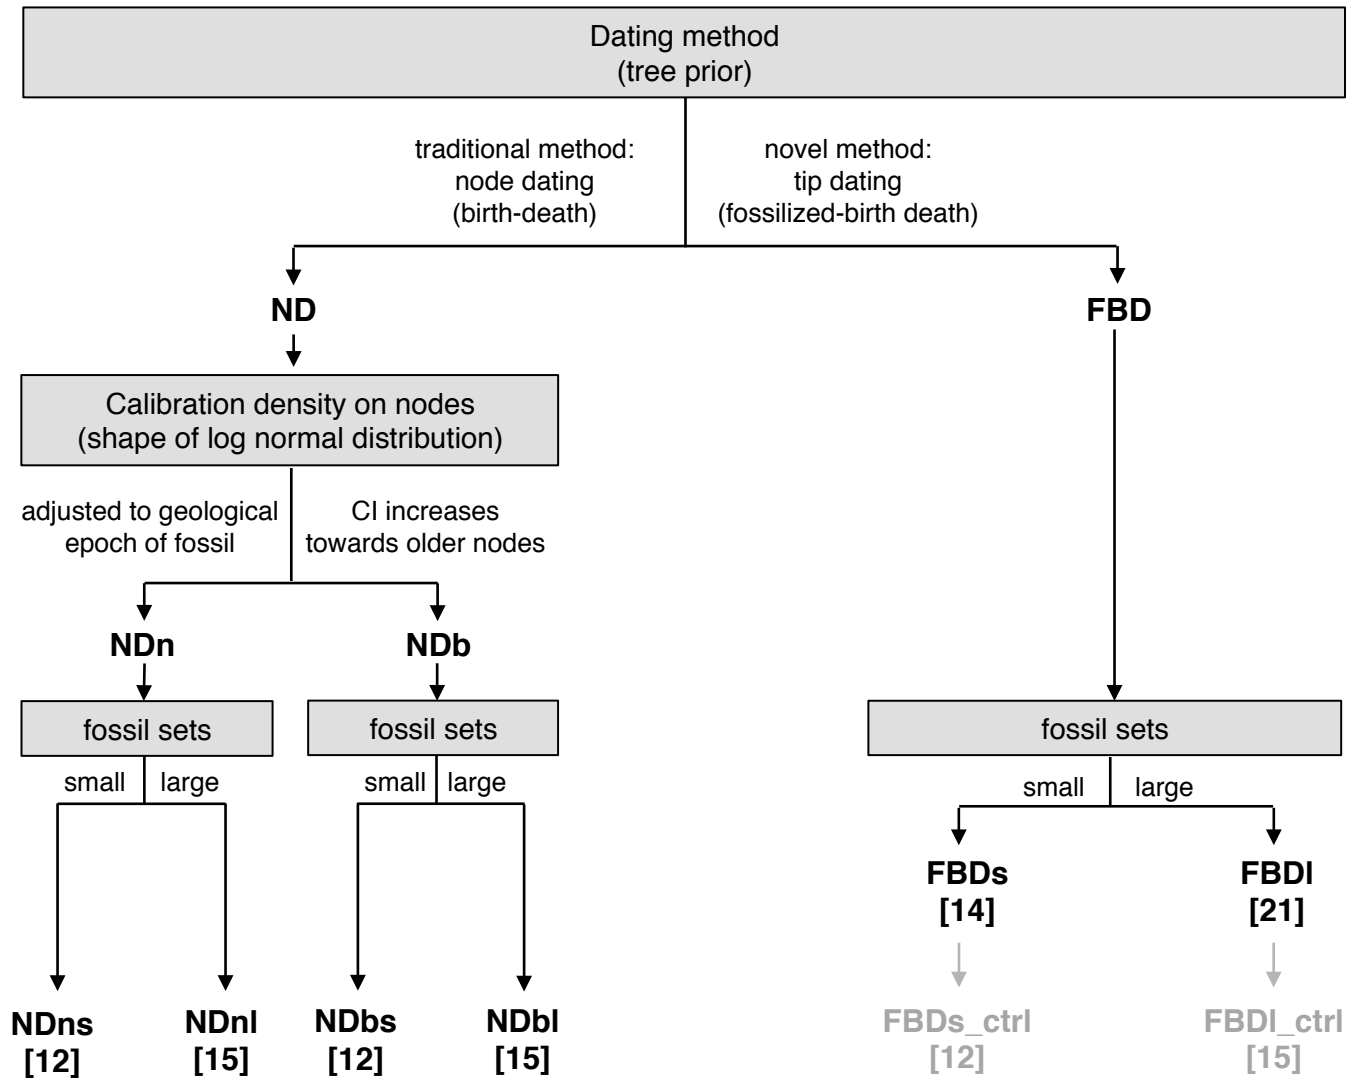 Dating method
(tree prior)
traditional method:
node dating
(birth-death)
novel method:
tip dating
(fossilized-birth death)
ND
FBD
Calibration density on nodes
(shape of log normal distribution)
adjusted to geological
epoch of fossil
CI increases
towards older nodes
NDn
NDb
fossil sets
fossil sets
fossil sets
small
large
small
large
small
large
FBDs
[14]
FBDl
[21]
NDns
[12]
NDnl
[15]
NDbs
[12]
NDbl
[15]
FBDs_ctrl
[12]
FBDl_ctrl
[15]